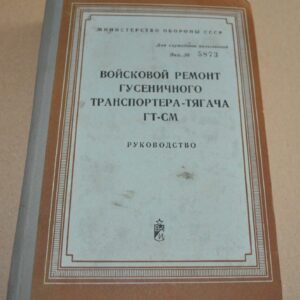 МИНИСТЕРСТВО ОБОРОНЫ СССР
Для служебного пользования
Экз. № 5873
ВОЙСКОВОЙ РЕМОНТ
ГУСЕНИЧНОГО
ТРАНСПОРТЕРА-ТЯГАЧА
ГТ-СМ
РУКОВОДСТВО